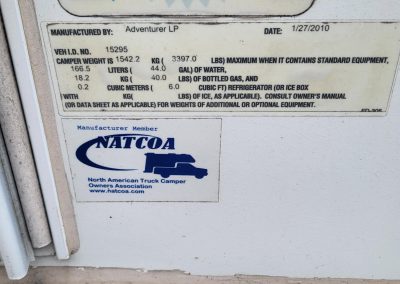 MANUFACTURED BY: Adventurer LP DATE: 1/27/2010
VEH I.D. NO. 15295
CAMPER WEIGHT IS 1542.2 KG ( 3397.0 LBS) MAXIMUM WHEN IT CONTAINS STANDARD EQUIPMENT,
166.5 LITERS ( 44.0 GAL) OF WATER,
18.2 KG ( 40.0 LBS) OF BOTTLED GAS, AND
0.2 CUBIC METERS ( 6.0 CUBIC FT) REFRIGERATOR (OR ICE BOX
WITH KG( LBS) OF ICE, AS APPLICABLE). CONSULT OWNER'S MANUAL
(OR DATA SHEET AS APPLICABLE) FOR WEIGHTS OF ADDITIONAL OR OPTIONAL EQUIPMENT.
Manufacturer Member
NATCOA
North American Truck Camper
Owners Association
www.natcoa.com